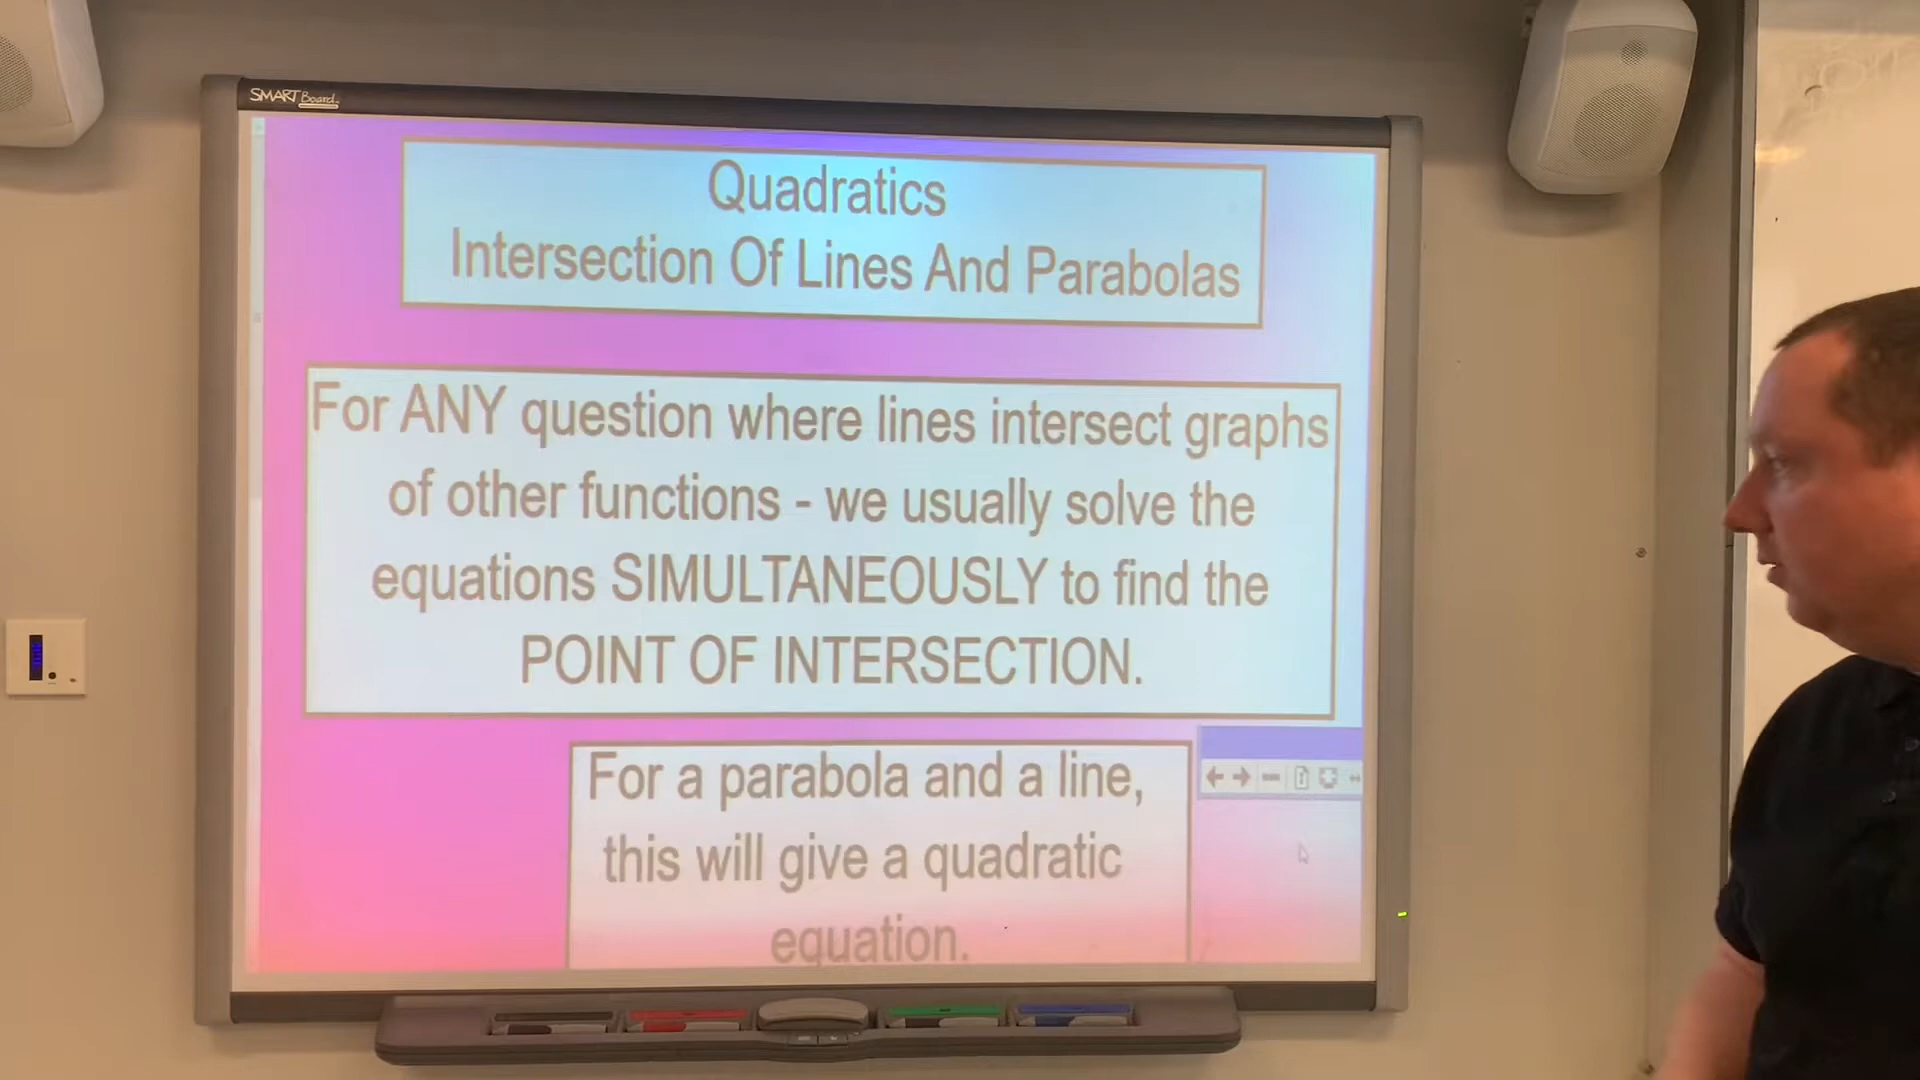 SMART Board
Quadratics
Intersection Of Lines And Parabolas
For ANY question where lines intersect graphs
of other functions - we usually solve the
equations SIMULTANEOUSLY to find the
POINT OF INTERSECTION.
For a parabola and a line,
this will give a quadratic
equation.